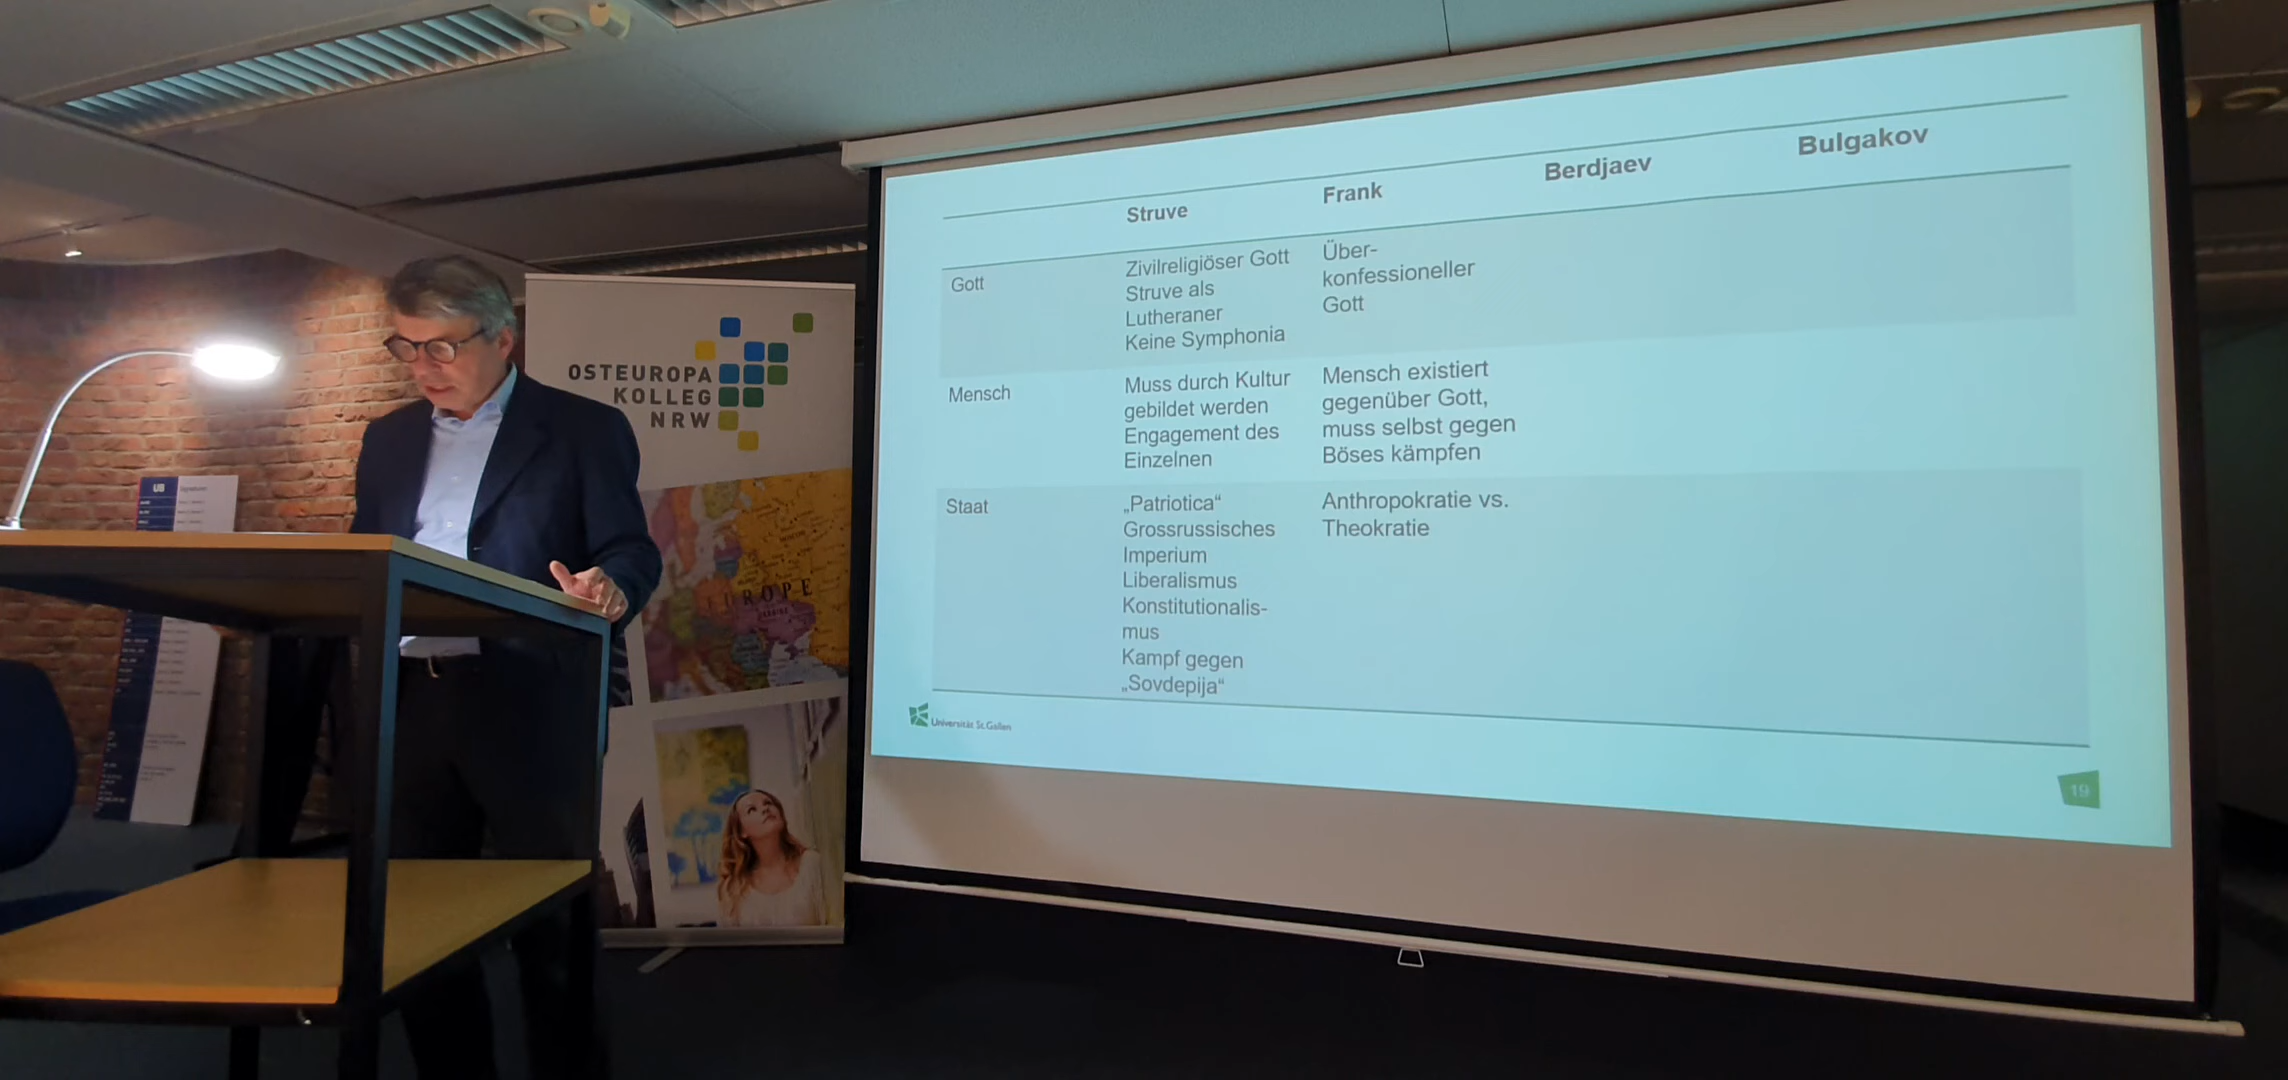 OSTEUROPA
KOLLEG
NRW
EUROPE
UB
Struve
Frank
Berdjaev
Bulgakov
Gott
Zivilreligiöser Gott
Struve als
Lutheraner
Keine Symphonia
Über-
konfessioneller
Gott
Mensch
Muss durch Kultur
gebildet werden
Engagement des
Einzelnen
Mensch existiert
gegenüber Gott,
muss selbst gegen
Böses kämpfen
Staat
„Patriotica“
Grossrussisches
Imperium
Liberalismus
Konstitutionalis-
mus
Kampf gegen
„Sovdepija“
Anthropokratie vs.
Theokratie
Universität St.Gallen
19